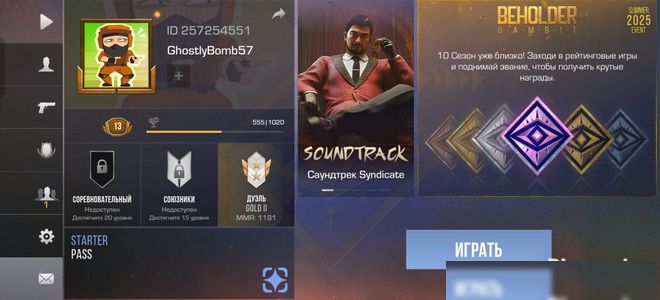 ID 257254551
GhostlyBomb57
13
555|1020
СОРЕВНОВАТЕЛЬНЫЙ
Недоступен
Достигните 20 уровня
СОЮЗНИКИ
Недоступен
Достигните 15 уровня
ДУЭЛЬ
GOLD II
MMR: 1181
STARTER
PASS
1
SOUNDTRACK
Саундтрек Syndicate
BEHOLDER
GAMBIT
SUMMER
2025
EVENT
10 Сезон уже близко! Заходи в рейтинговые игры
и поднимай звание, чтобы получить крутые
награды.
ИГРАТЬ